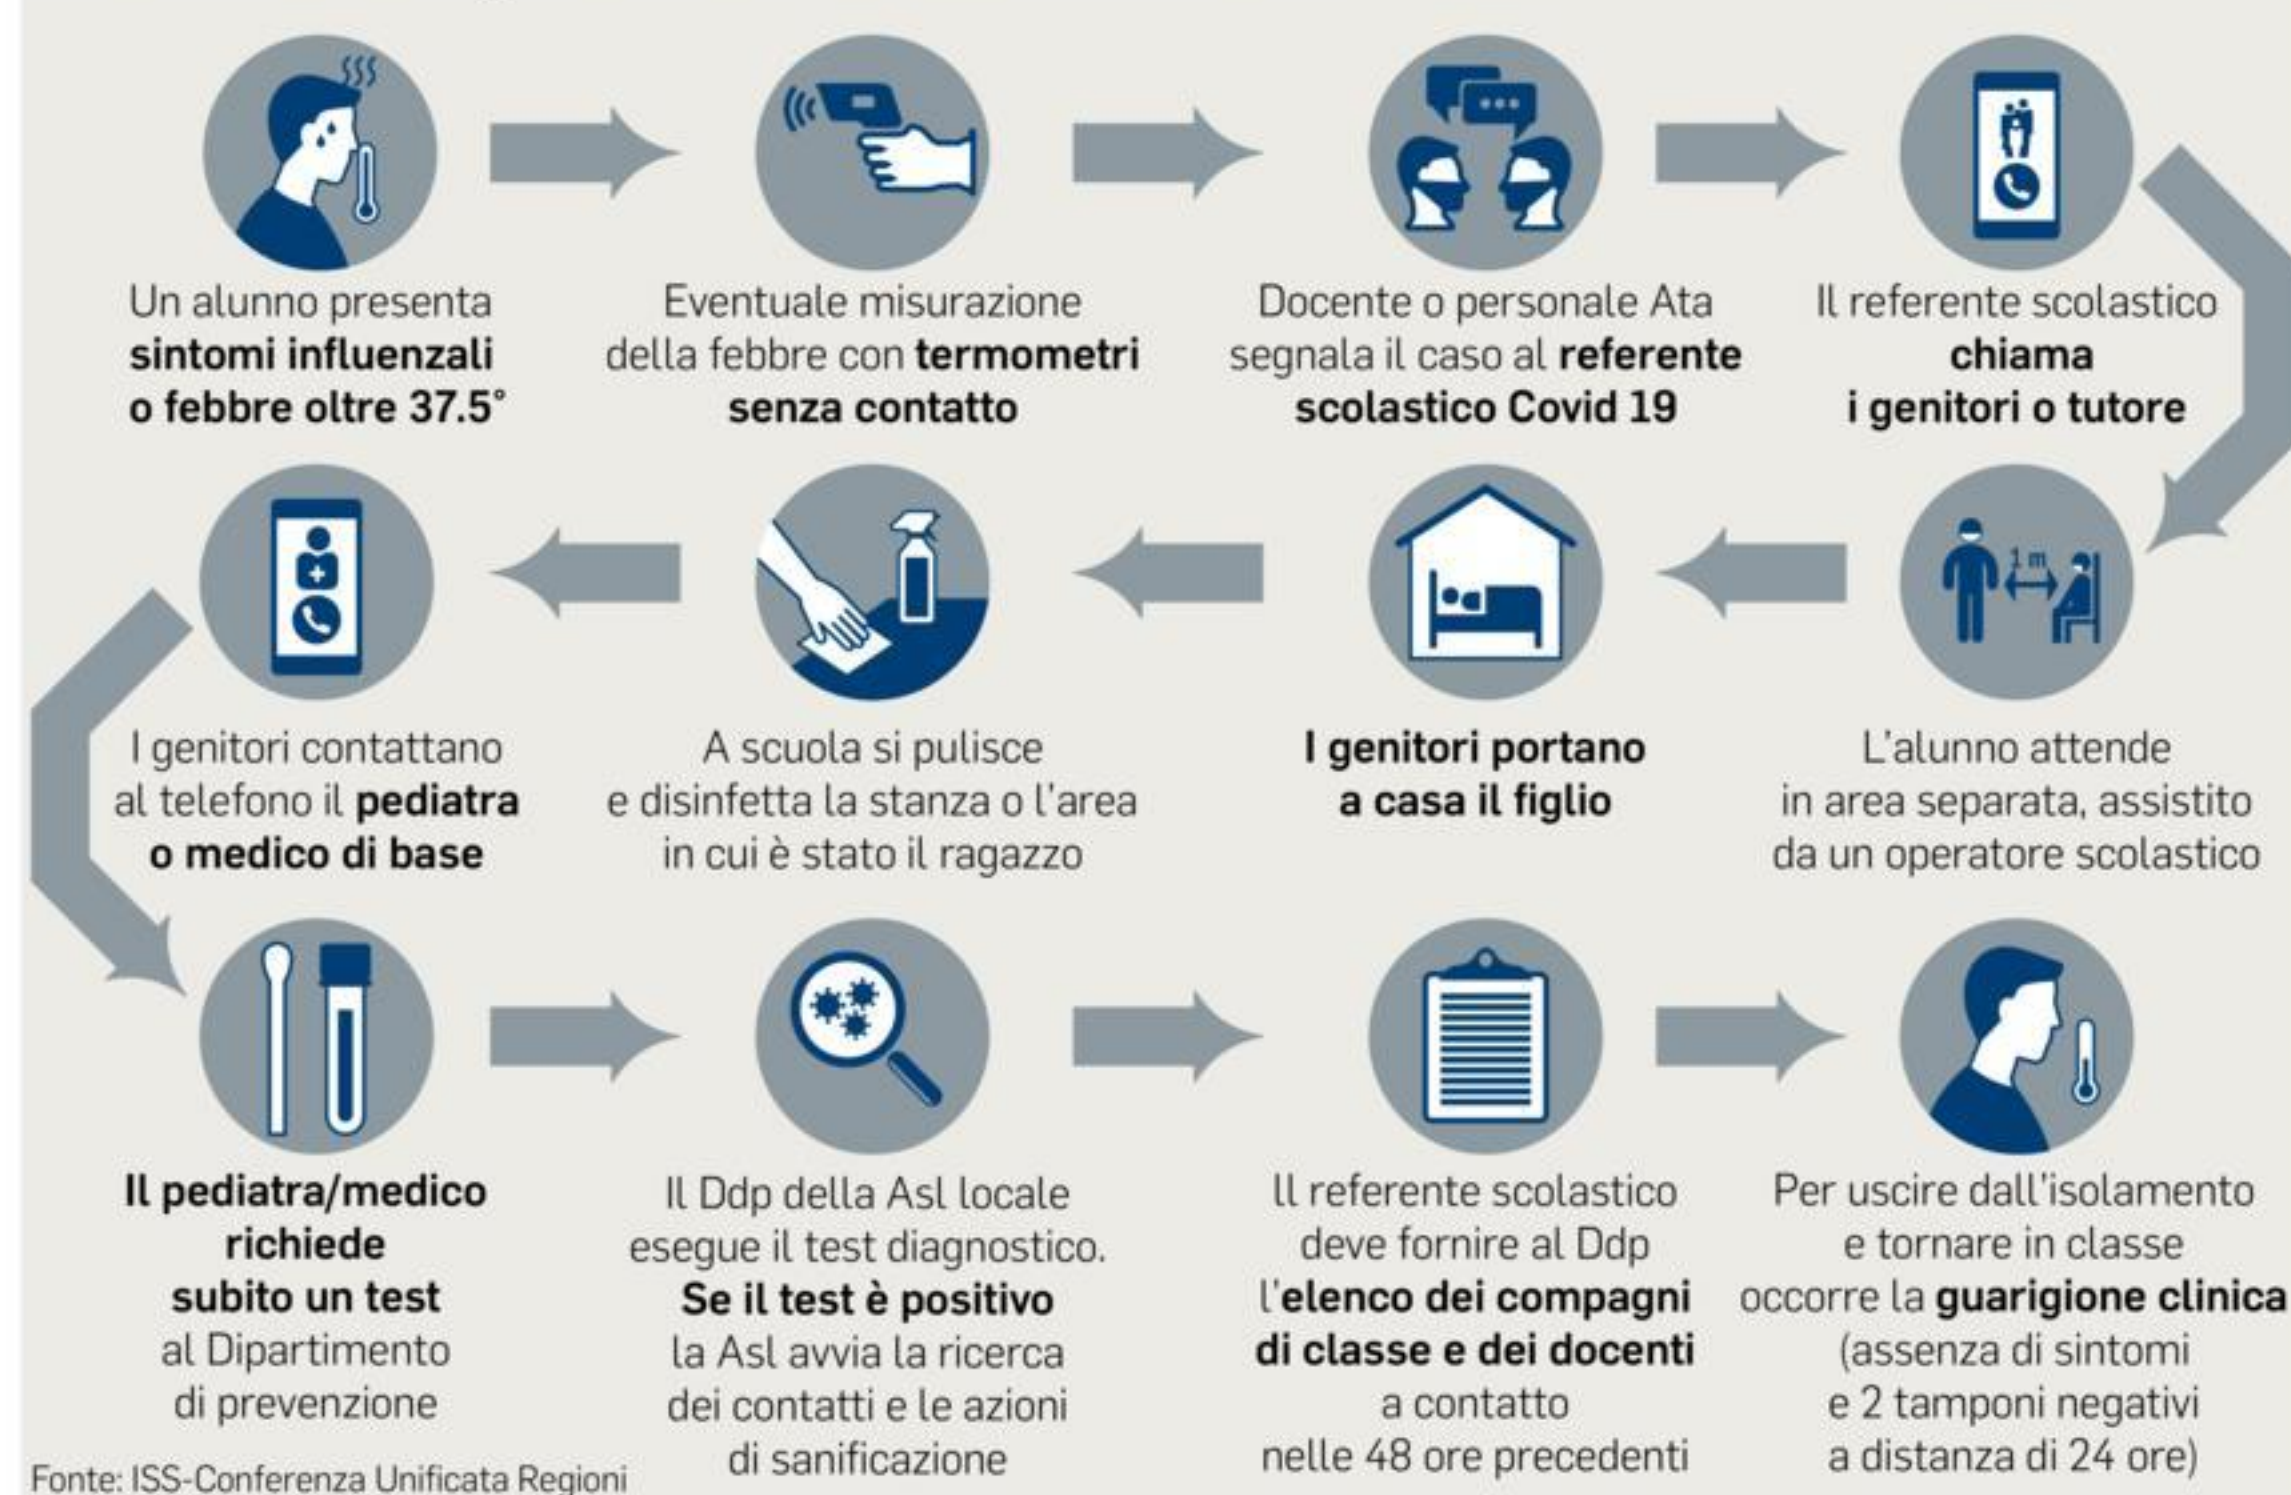 Un alunno presenta
sintomi influenzali
o febbre oltre 37.5°
Eventuale misurazione
della febbre con termometri
senza contatto
Docente o personale Ata
segnala il caso al referente
scolastico Covid 19
Il referente scolastico
chiama
i genitori o tutore
1 m
L'alunno attende
in area separata, assistito
da un operatore scolastico
I genitori portano
a casa il figlio
A scuola si pulisce
e disinfetta la stanza o l'area
in cui è stato il ragazzo
I genitori contattano
al telefono il pediatra
o medico di base
Il pediatra/medico
richiede
subito un test
al Dipartimento
di prevenzione
Il Ddp della Asl locale
esegue il test diagnostico.
Se il test è positivo
la Asl avvia la ricerca
dei contatti e le azioni
di sanificazione
Il referente scolastico
deve fornire al Ddp
l'elenco dei compagni
di classe e dei docenti
a contatto
nelle 48 ore precedenti
Per uscire dall'isolamento
e tornare in classe
occorre la guarigione clinica
(assenza di sintomi
e 2 tamponi negativi
a distanza di 24 ore)
Fonte: ISS-Conferenza Unificata Regioni